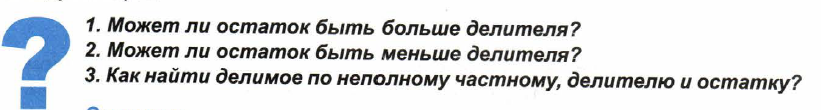 1. Может ли остаток быть больше делителя?
2. Может ли остаток быть меньше делителя?
3. Как найти делимое по неполному частному, делителю и остатку?